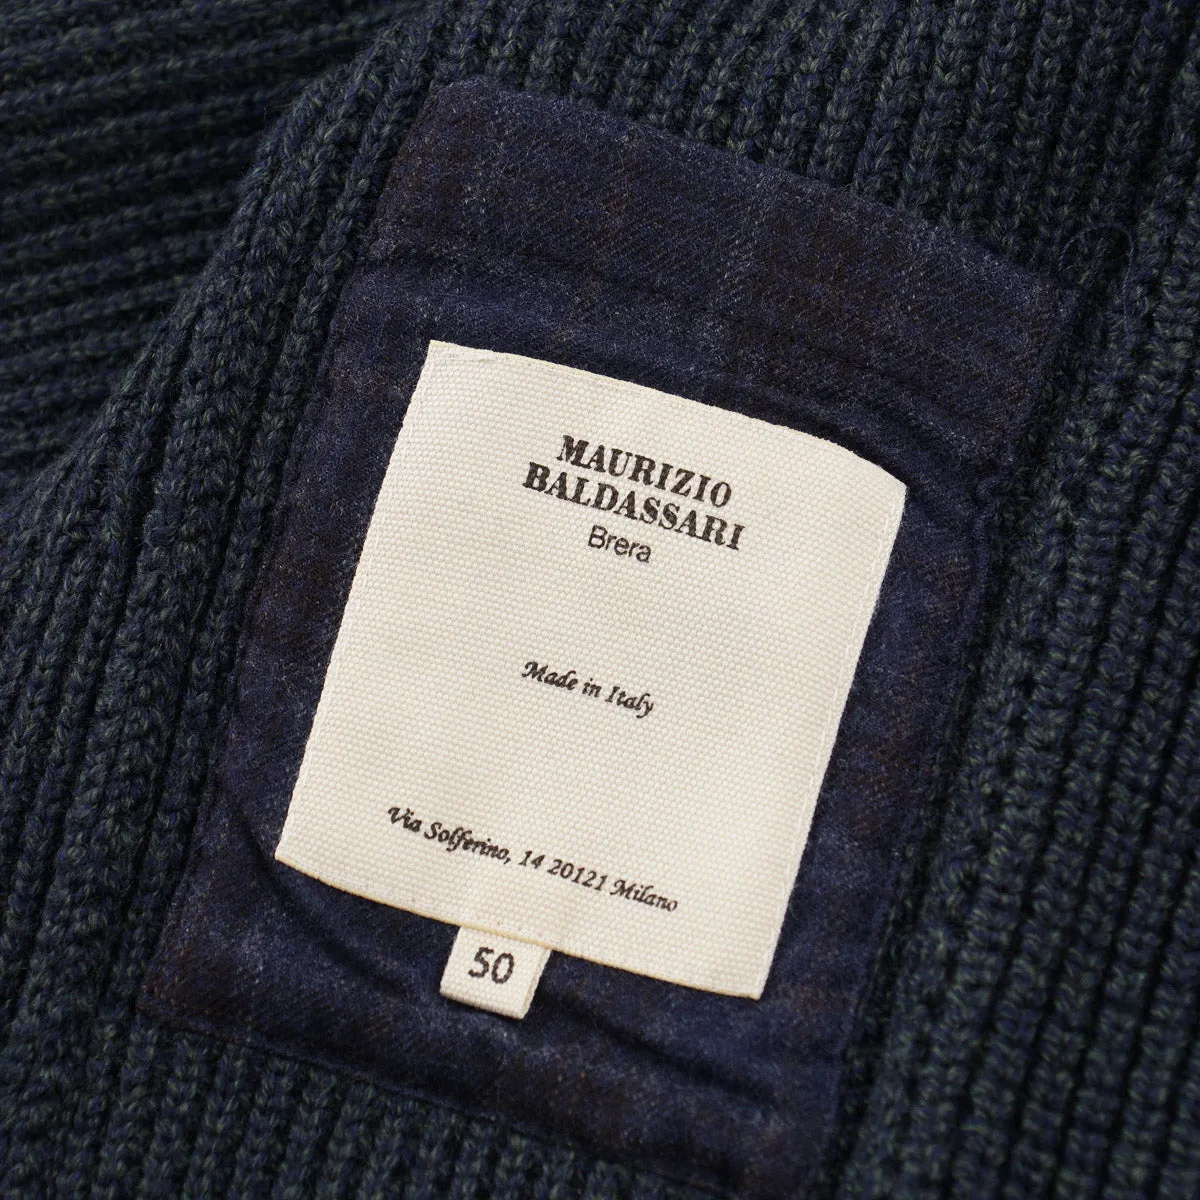 MAURIZIO
BALDASSARI
Brera
Made in Italy
Via Solferino, 14 20121 Milano
50